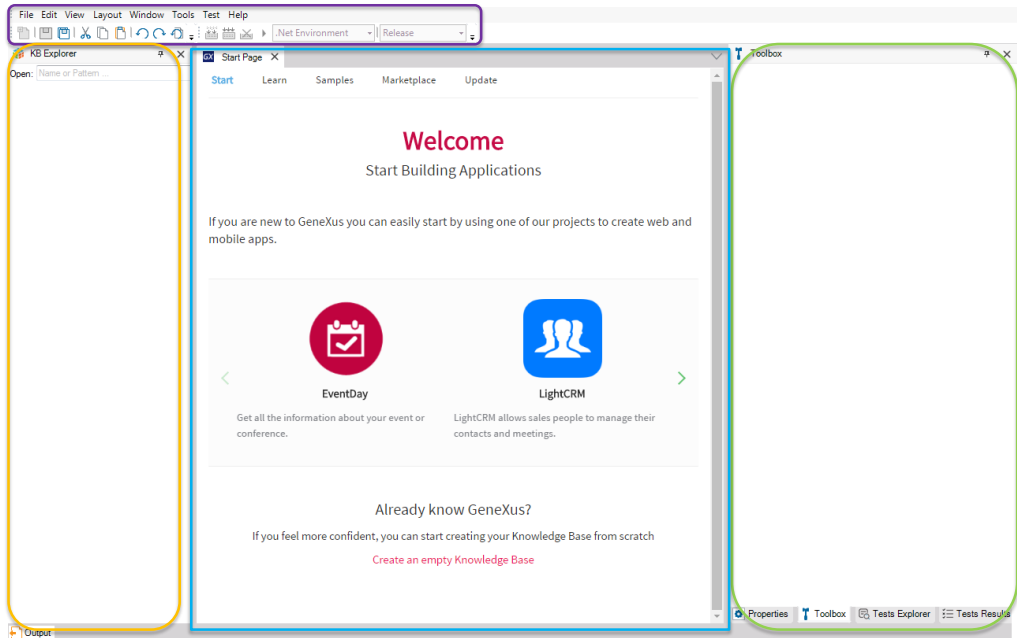 File Edit View Layout Window Tools Test Help
.Net Environment Release
KB Explorer
Open: Name or Pattern ...
GX Start Page
Start Learn Samples Marketplace Update
Welcome
Start Building Applications
If you are new to GeneXus you can easily start by using one of our projects to create web and
mobile apps.
EventDay
Get all the information about your event or
conference.
LightCRM
LightCRM allows sales people to manage their
contacts and meetings.
Already know GeneXus?
If you feel more confident, you can start creating your Knowledge Base from scratch
Create an empty Knowledge Base
Toolbox
Properties Toolbox Tests Explorer Tests Results
Output